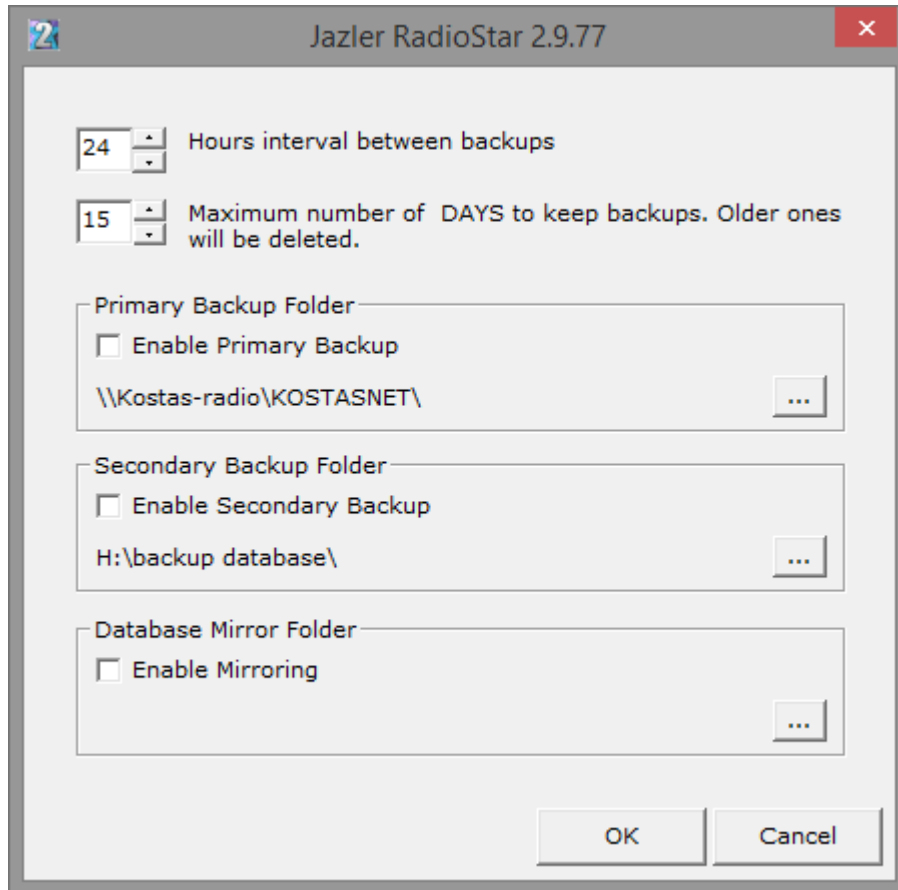 2 Jazler RadioStar 2.9.77
24 Hours interval between backups
15 Maximum number of DAYS to keep backups. Older ones
will be deleted.
Primary Backup Folder
Enable Primary Backup
\\Kostas-radio\KOSTASNET\
...
Secondary Backup Folder
Enable Secondary Backup
H:\backup database\
...
Database Mirror Folder
Enable Mirroring
...
OK Cancel